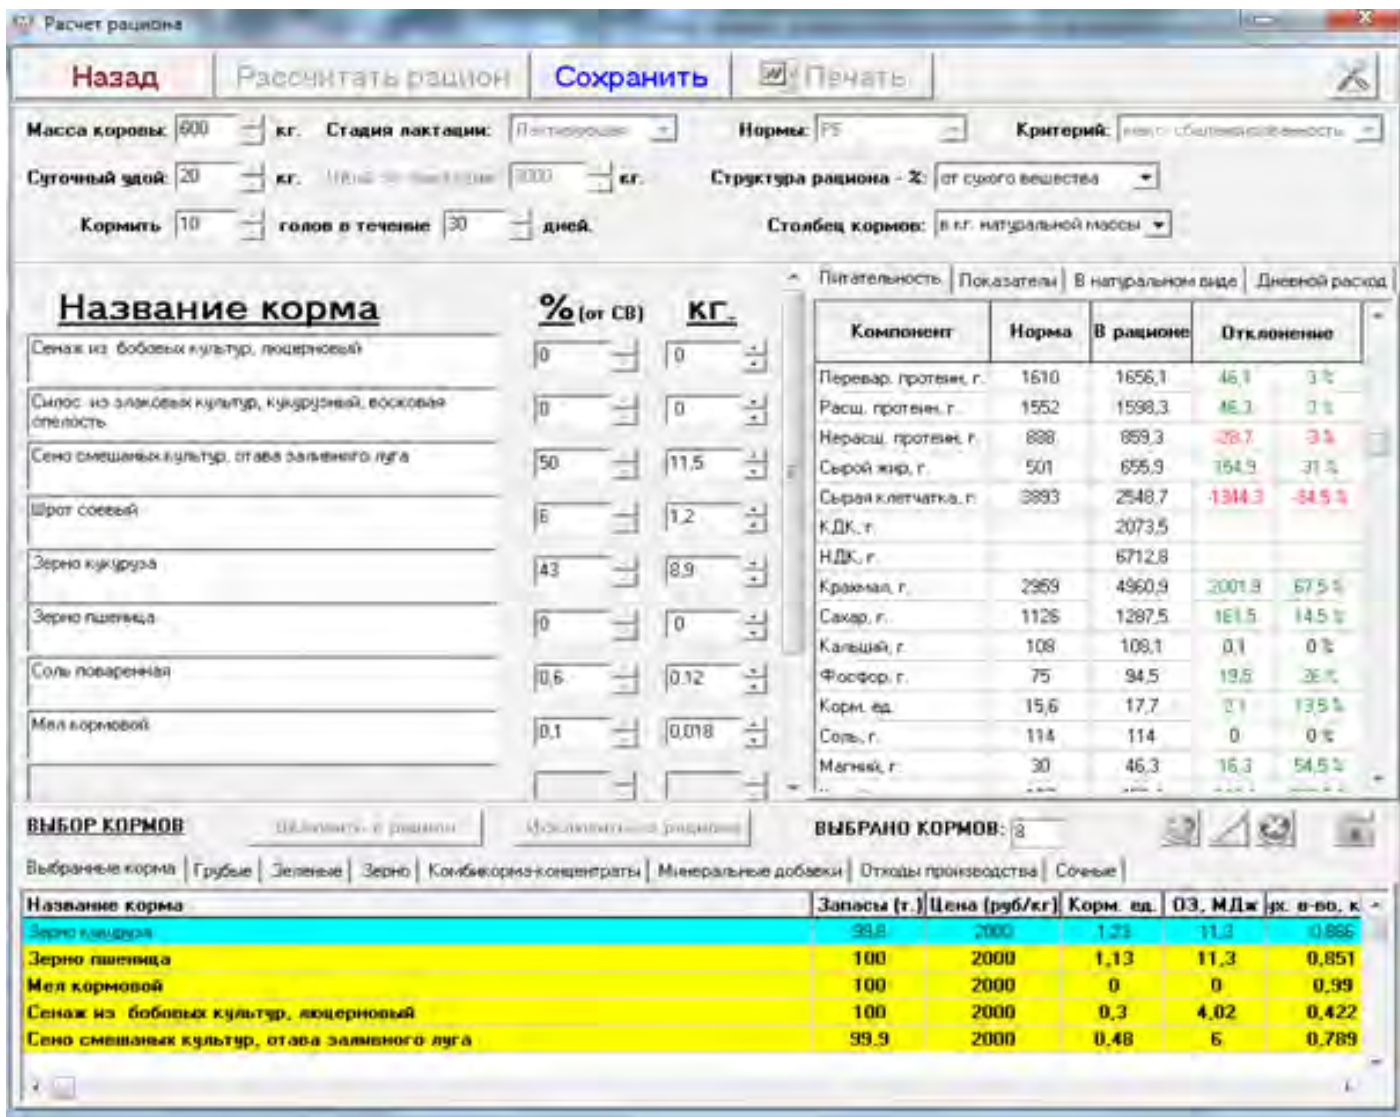 Расчет рациона
Назад Рассчитать рацион Сохранить Печать
Масса коровы: 600 кг. Стадия лактации: Лактирующая Нормы: Критерий: макс. сбалансированность
Суточный удой: 20 кг. кг. Структура рациона - %: от сухого вещества
Кормить 10 голов в течение 30 дней. Столбец кормов: в кг. натуральной массы
Питательность Показатели В натуральном виде Дневной расход
Название корма % (от СВ) кг.
Компонент Норма В рационе Отклонение
Сенаж из бобовых культур, люцерновый 0 0
Силос из злаковых культур, кукурузный, восковая спелость 0 0
Сено смешаных культур, отава заливного луга 50 11,5
Шрот соевый 6 1,2
Зерно кукуруза 43 8,9
Зерно пшеница 0 0
Соль поваренная 0,6 0,12
Мел кормовой 0,1 0,018
Перевар. протеин, г. 1610 1656,1 46,1 3 %
Расщ. протеин, г. 1552 1598,3 46,3 3 %
Нерасщ. протеин, г. 888 859,3 -28,7 -3 %
Сырой жир, г. 501 655,9 154,9 31 %
Сырая клетчатка, г. 3893 2548,7 -1344,3 -34,5 %
КДК, г. 2073,5
НДК, г. 6712,8
Крахмал, г. 2959 4960,9 2001,9 67,5 %
Сахар, г. 1126 1287,5 161,5 14,5 %
Кальций, г. 108 108,1 0,1 0 %
Фосфор, г. 75 94,5 19,5 26 %
Корм. ед. 15,6 17,7 2,1 13,5 %
Соль, г. 114 114 0 0 %
Магний, г. 30 46,3 16,3 54,5 %
ВЫБОР КОРМОВ Включить в рацион Исключить из рациона ВЫБРАНО КОРМОВ: 8
Выбранные корма Грубые Зеленые Зерно Комбикорма-концентраты Минеральные добавки Отходы производства Сочные
Название корма Запасы (т.) Цена (руб/кг) Корм. ед. ОЭ, МДж ух. в-во, к
Зерно кукуруза 99,8 2000 1,23 11,3 0,866
Зерно пшеница 100 2000 1,13 11,3 0,851
Мел кормовой 100 2000 0 0 0,99
Сенаж из бобовых культур, люцерновый 100 2000 0,3 4,02 0,422
Сено смешаных культур, отава заливного луга 99,9 2000 0,48 6 0,789